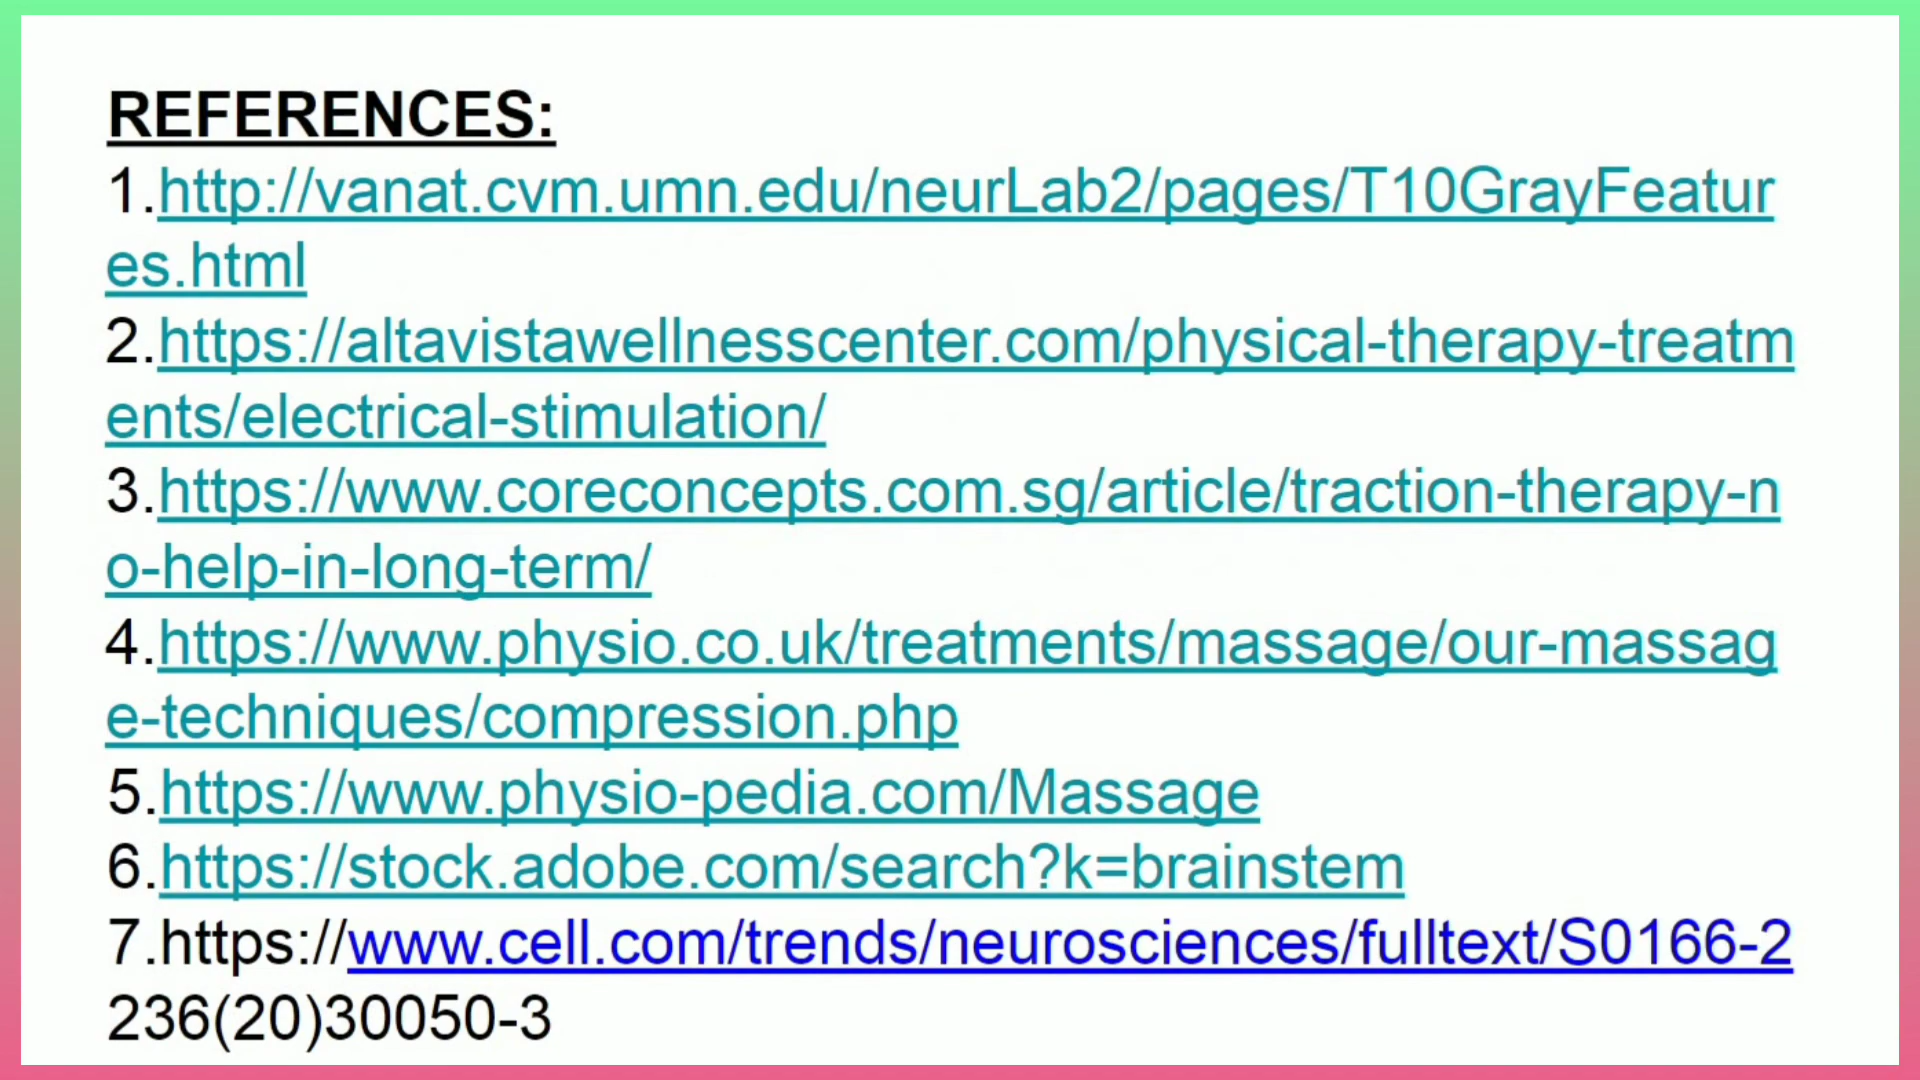 REFERENCES:
1.http://vanat.cvm.umn.edu/neurLab2/pages/T10GrayFeatur
es.html
2.https://altavistawellnesscenter.com/physical-therapy-treatm
ents/electrical-stimulation/
3.https://www.coreconcepts.com.sg/article/traction-therapy-n
o-help-in-long-term/
4.https://www.physio.co.uk/treatments/massage/our-massag
e-techniques/compression.php
5.https://www.physio-pedia.com/Massage
6.https://stock.adobe.com/search?k=brainstem
7.https://www.cell.com/trends/neurosciences/fulltext/S0166-2
236(20)30050-3